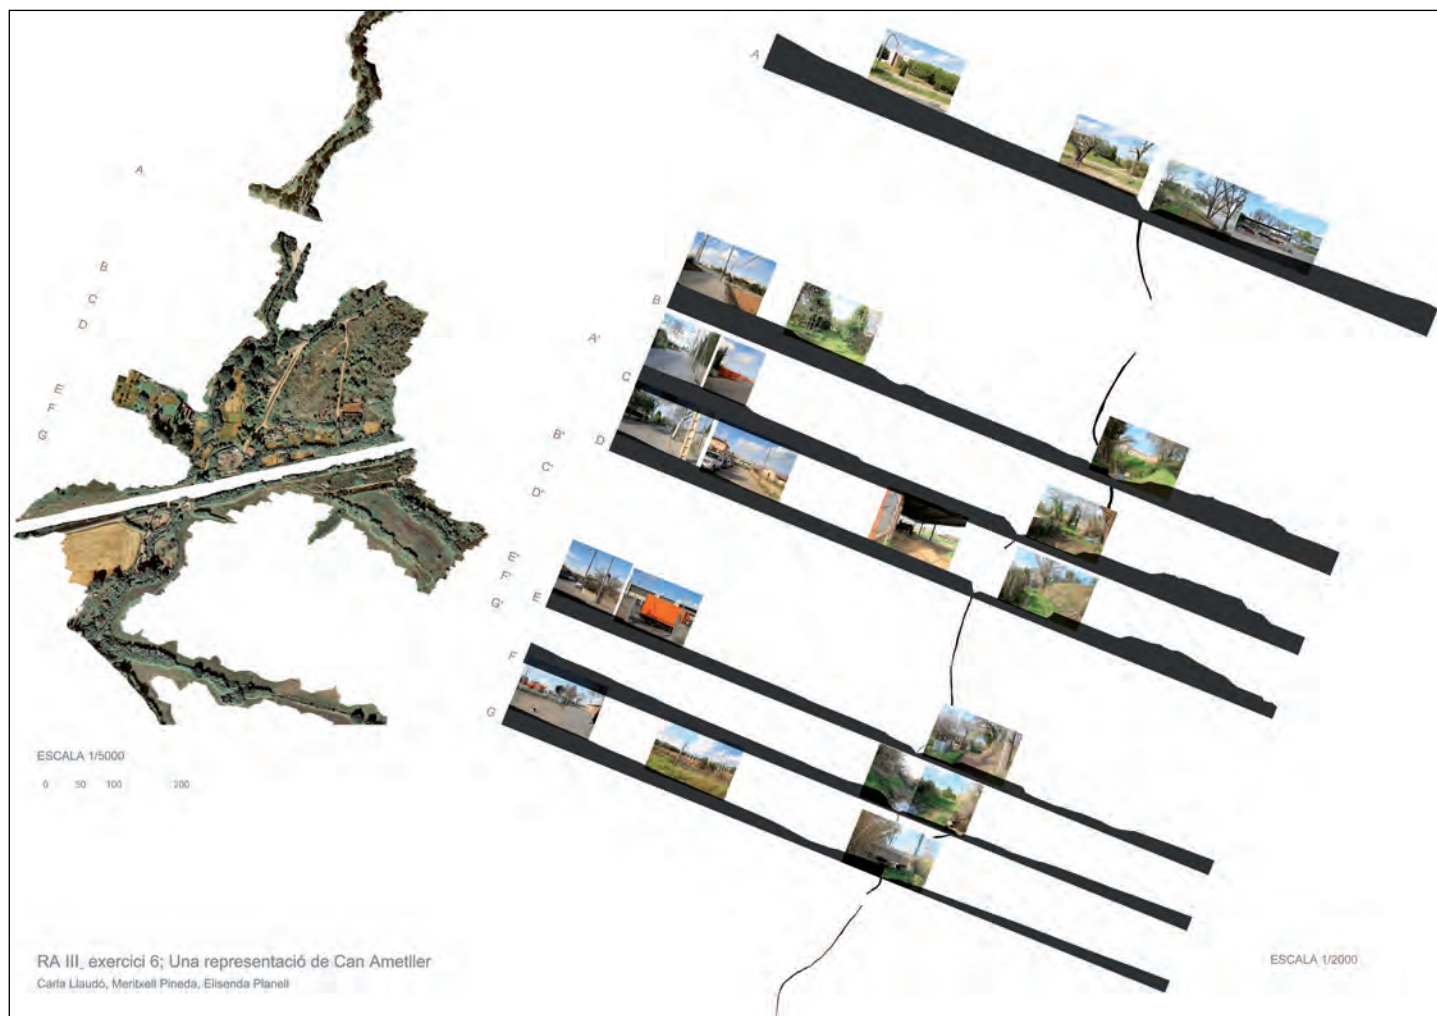 A
A
B
C
D
E
F
G
B
A'
C
B'
D
C'
D'
E'
F'
G'
E
F
G
ESCALA 1/5000
0 50 100 200
RA III_ exercici 6; Una representació de Can Ametller
Carla Llaudó, Meritxell Pineda, Elisenda Planell
ESCALA 1/2000